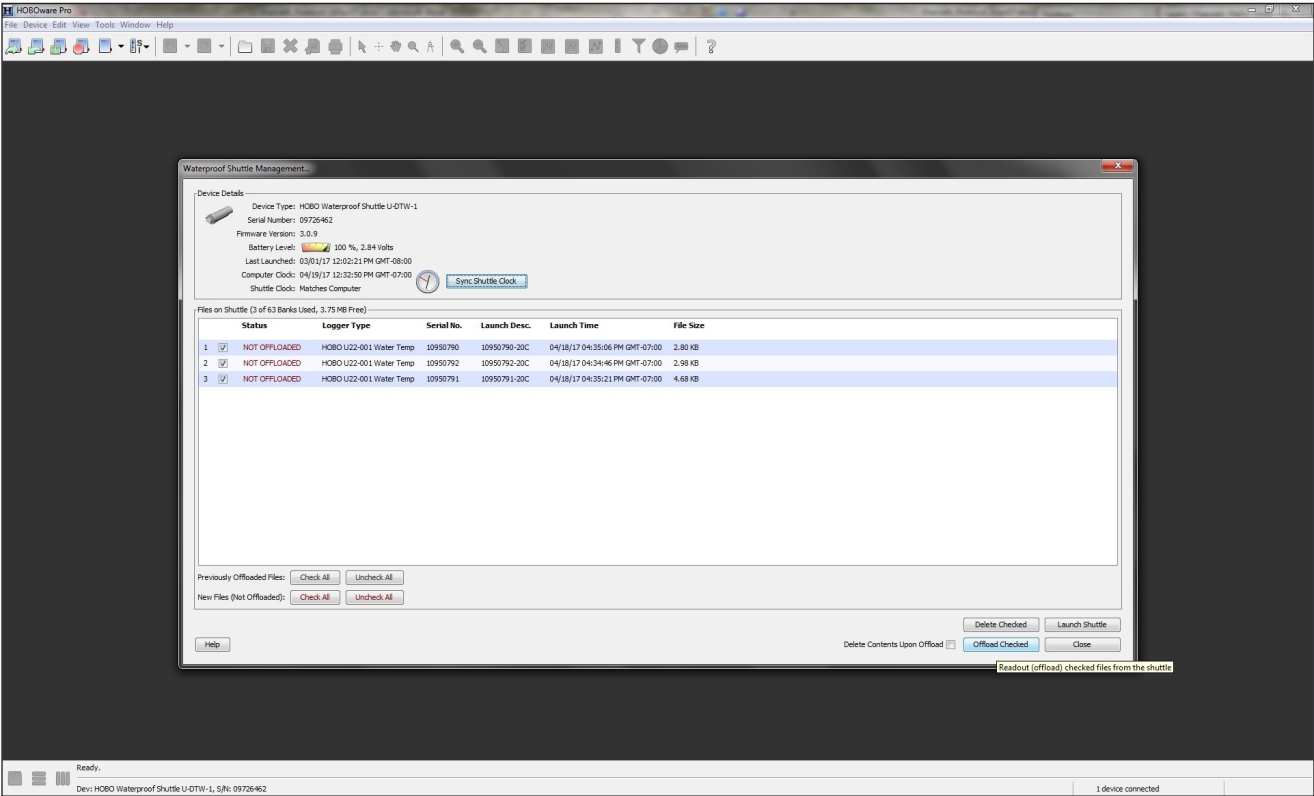 HOBOware Pro
File Device Edit View Tools Window Help
Waterproof Shuttle Management...
Device Details
Device Type: HOBO Waterproof Shuttle U-DTW-1
Serial Number: 09726462
Firmware Version: 3.0.9
Battery Level: 100 %, 2.84 Volts
Last Launched: 03/01/17 12:02:21 PM GMT-08:00
Computer Clock: 04/19/17 12:32:50 PM GMT-07:00
Sync Shuttle Clock
Shuttle Clock: Matches Computer
Files on Shuttle (3 of 63 Banks Used, 3.75 MB Free)
Status Logger Type Serial No. Launch Desc. Launch Time File Size
1 NOT OFFLOADED HOBO U22-001 Water Temp 10950790 10950790-20C 04/18/17 04:35:06 PM GMT-07:00 2.80 KB
2 NOT OFFLOADED HOBO U22-001 Water Temp 10950792 10950792-20C 04/18/17 04:34:46 PM GMT-07:00 2.98 KB
3 NOT OFFLOADED HOBO U22-001 Water Temp 10950791 10950791-20C 04/18/17 04:35:21 PM GMT-07:00 4.68 KB
Previously Offloaded Files: Check All Uncheck All
New Files (Not Offloaded): Check All Uncheck All
Delete Checked Launch Shuttle
Help Delete Contents Upon Offload Offload Checked Close
Readout (offload) checked files from the shuttle
Ready.
Dev: HOBO Waterproof Shuttle U-DTW-1, S/N: 09726462 1 device connected